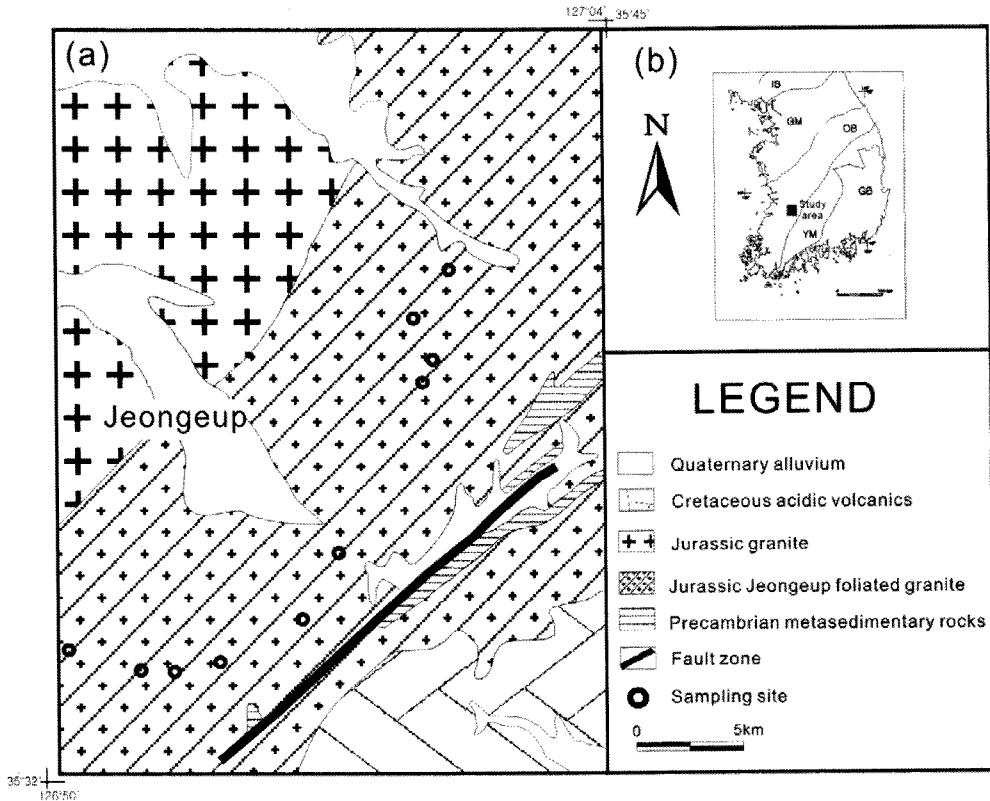 127°04' 35°45'
(a)
(b)
N
IB
GM
OB
GB
Study
area
YM
Jeongeup
LEGEND
Quaternary alluvium
Cretaceous acidic volcanics
Jurassic granite
Jurassic Jeongeup foliated granite
Precambrian metasedimentary rocks
Fault zone
Sampling site
0 5km
35°32'
126°50'